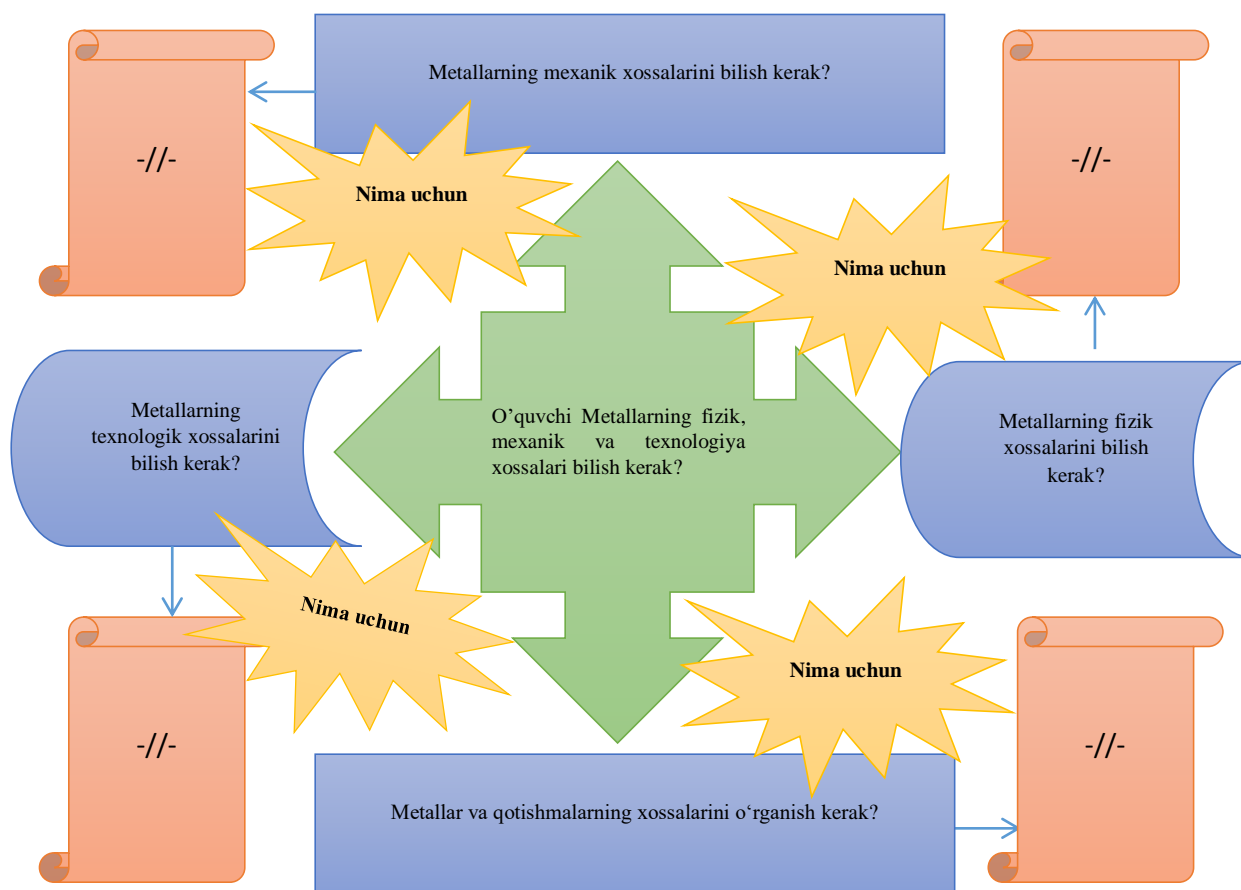 Metallarning mexanik xossalarini bilish kerak?
-//-
-//-
Nima uchun
Nima uchun
Metallarning
texnologik xossalarini
bilish kerak?
O’quvchi Metallarning fizik,
mexanik va texnologiya
xossalari bilish kerak?
Metallarning fizik
xossalarini bilish
kerak?
Nima uchun
Nima uchun
-//-
-//-
Metallar va qotishmalarning xossalarini o‘rganish kerak?